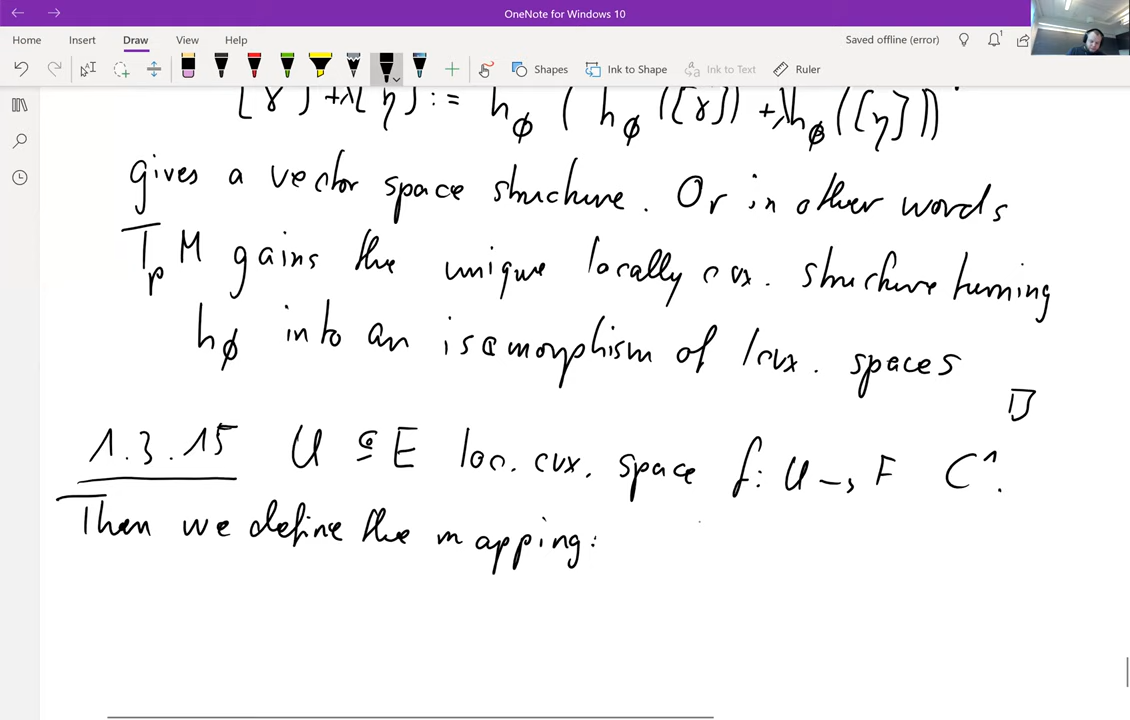 OneNote for Windows 10
Home Insert Draw View Help
Saved offline (error)
Shapes Ink to Shape Ink to Text Ruler
[γ] + λ[η] := h_ϕ ( h_ϕ ([γ]) + λh_ϕ ([η]))
gives a vector space structure. Or in other words
T_p M gains the unique locally cvx. structure turning
h_ϕ into an isomorphism of lcvx. spaces
1.3.15 U ⊆ E loc. cvx. space f: U → F C^1.
Then we define the mapping: